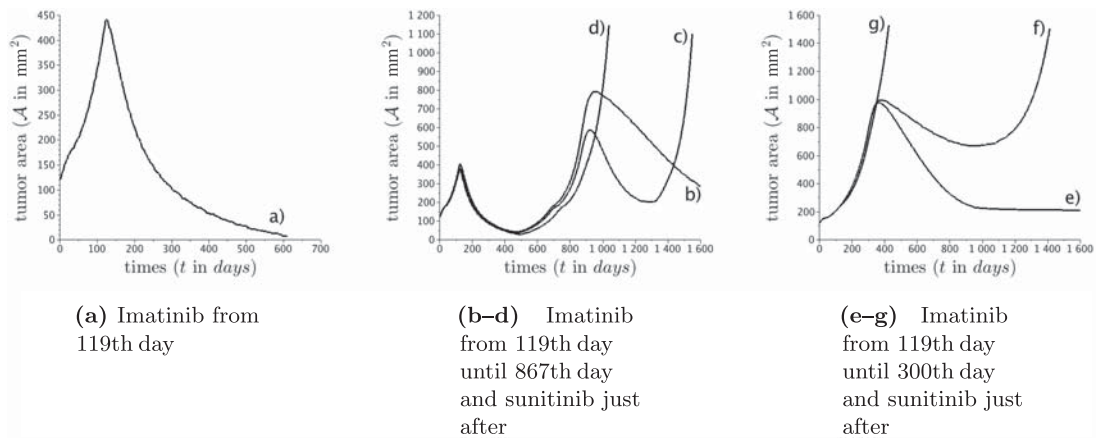 450
400
350
300
250
200
150
100
50
0
tumor area (𝒜 in mm²)
a)
0 100 200 300 400 500 600 700
times (t in days)
1 200
1 100
1 000
900
800
700
600
500
400
300
200
100
0
tumor area (𝒜 in mm²)
d)
c)
b)
0 200 400 600 800 1 000 1 200 1 400 1 600
times (t in days)
1 600
1 400
1 200
1 000
800
600
400
200
0
tumor area (𝒜 in mm²)
g)
f)
e)
0 200 400 600 800 1 000 1 200 1 400 1 600
times (t in days)
(a) Imatinib from
119th day
(b–d) Imatinib
from 119th day
until 867th day
and sunitinib just
after
(e–g) Imatinib
from 119th day
until 300th day
and sunitinib just
after